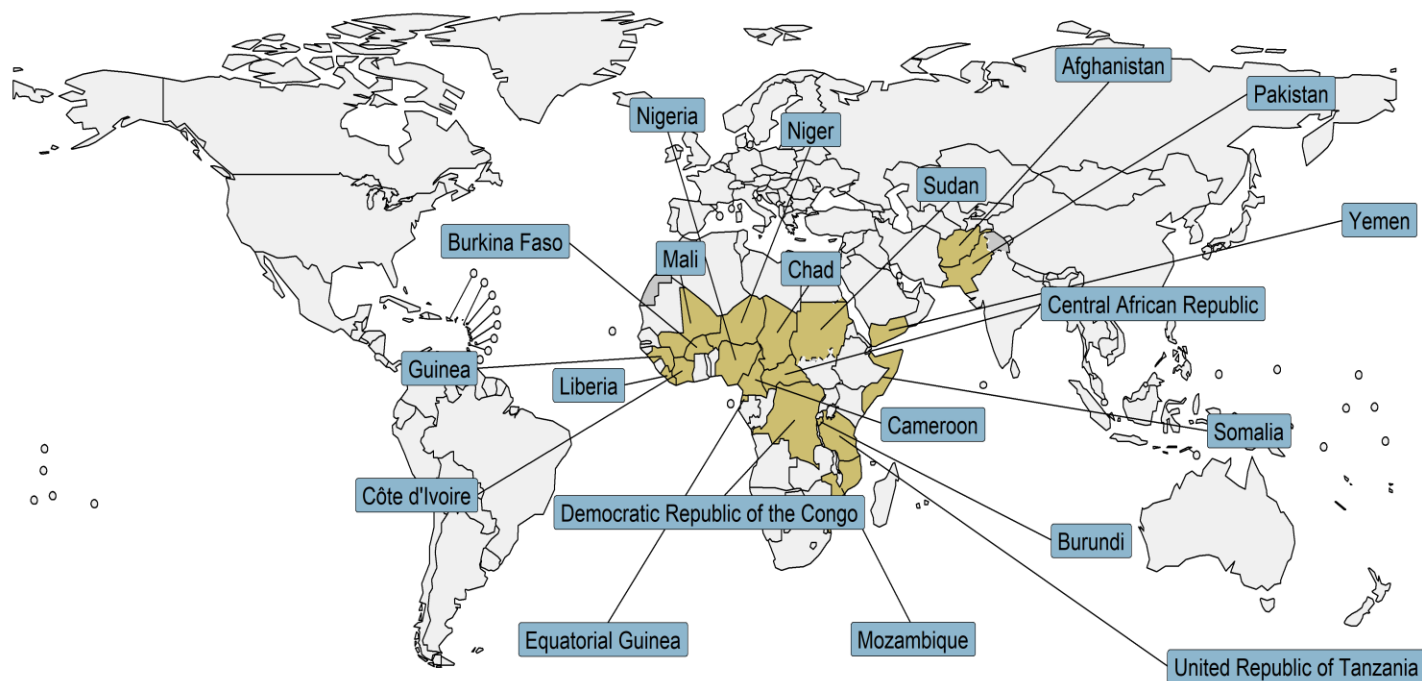 Afghanistan
Pakistan
Nigeria
Niger
Sudan
Yemen
Burkina Faso
Mali
Chad
Central African Republic
Guinea
Liberia
Cameroon
Somalia
Côte d'Ivoire
Democratic Republic of the Congo
Burundi
Equatorial Guinea
Mozambique
United Republic of Tanzania